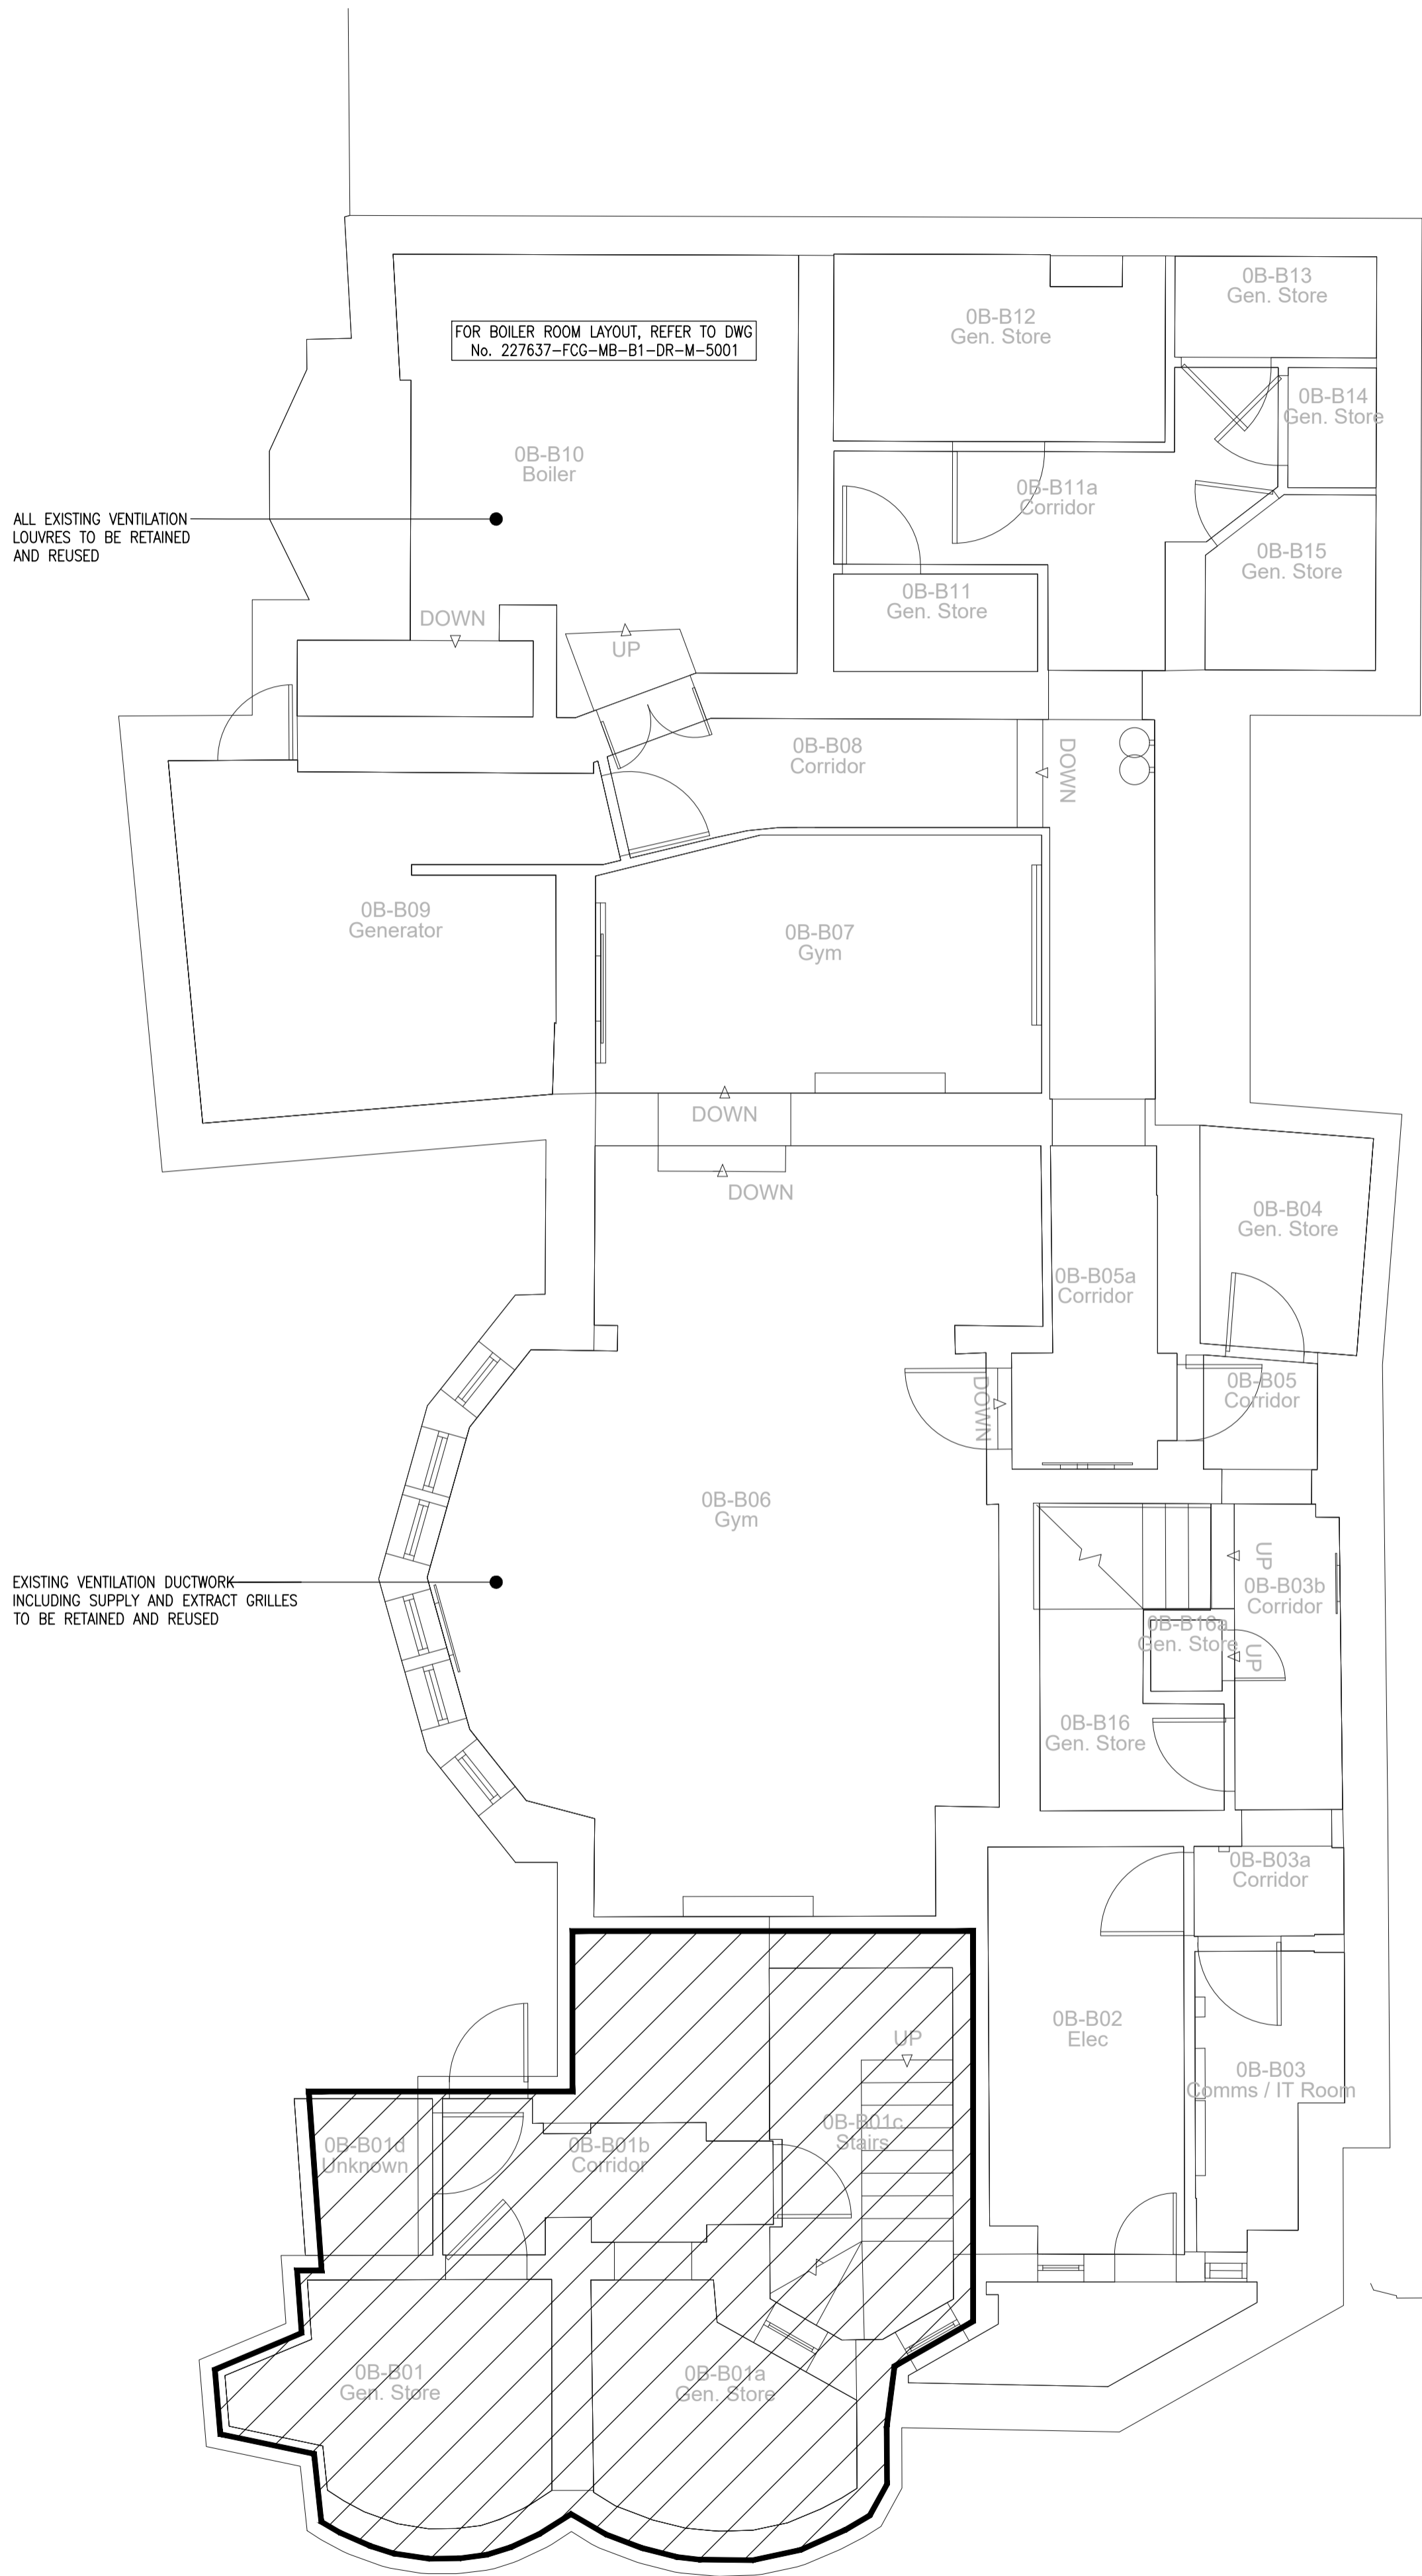 0B-B13
Gen. Store
0B-B12
Gen. Store
FOR BOILER ROOM LAYOUT, REFER TO DWG
No. 227637-FCG-MB-B1-DR-M-5001
0B-B14
Gen. Store
0B-B10
Boiler
0B-B11a
Corridor
ALL EXISTING VENTILATION
LOUVRES TO BE RETAINED
AND REUSED
0B-B15
Gen. Store
0B-B11
Gen. Store
DOWN
UP
0B-B08
Corridor
DOWN
0B-B09
Generator
0B-B07
Gym
DOWN
DOWN
0B-B04
Gen. Store
0B-B05a
Corridor
0B-B05
Corridor
DOWN
0B-B06
Gym
UP
0B-B03b
Corridor
EXISTING VENTILATION DUCTWORK
INCLUDING SUPPLY AND EXTRACT GRILLES
TO BE RETAINED AND REUSED
0B-B16a
Gen. Store
UP
0B-B16
Gen. Store
0B-B03a
Corridor
0B-B02
Elec
UP
0B-B03
Comms / IT Room
0B-B01c
Stairs
0B-B01d
Unknown
0B-B01b
Corridor
0B-B01
Gen. Store
0B-B01a
Gen. Store